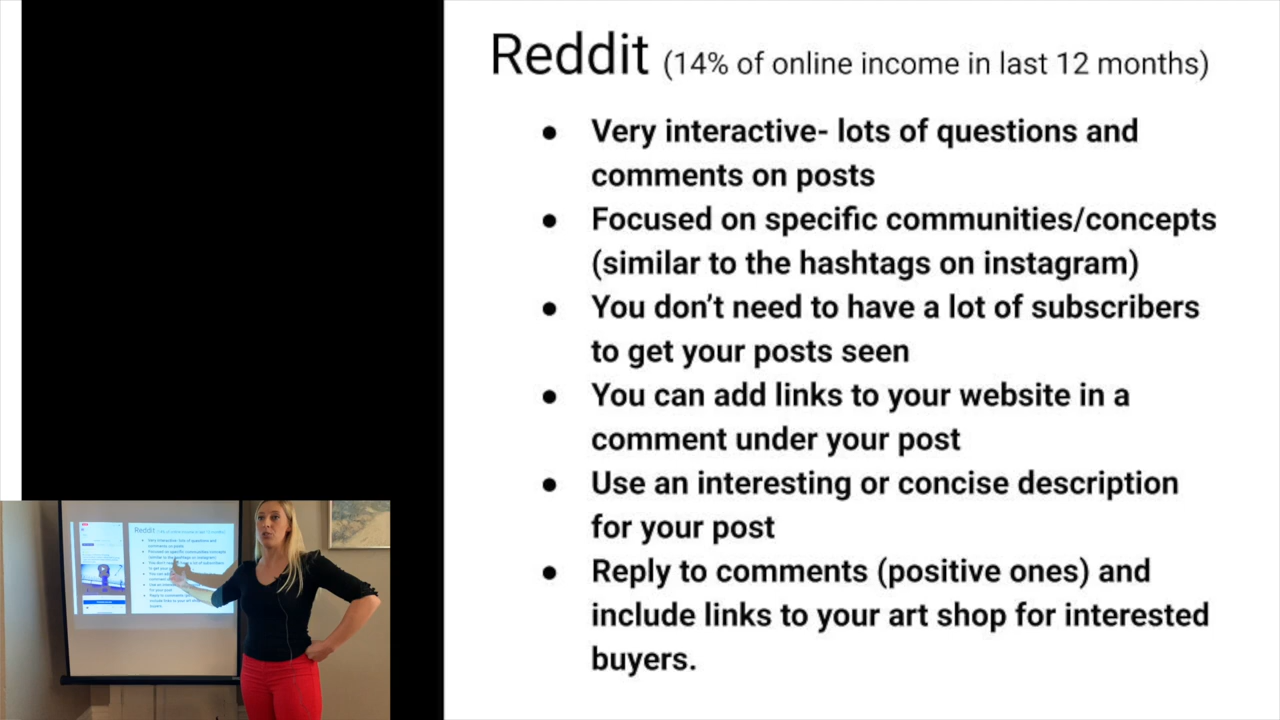 Reddit (14% of online income in last 12 months)
● Very interactive- lots of questions and
comments on posts
● Focused on specific communities/concepts
(similar to the hashtags on instagram)
● You don't need to have a lot of subscribers
to get your posts seen
● You can add links to your website in a
comment under your post
● Use an interesting or concise description
for your post
● Reply to comments (positive ones) and
include links to your art shop for interested
buyers.